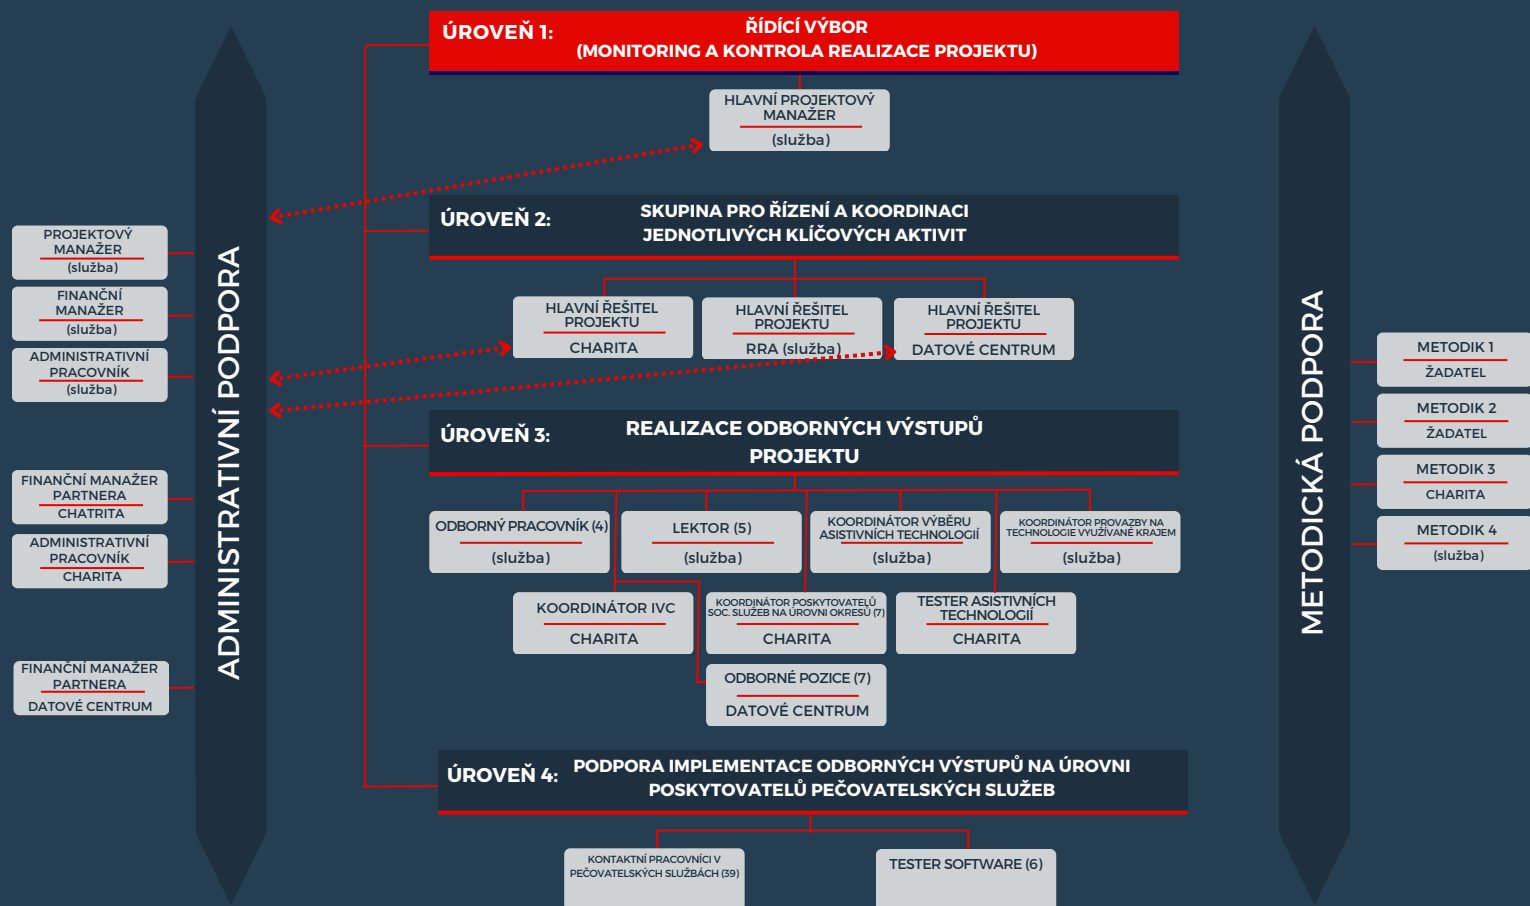 ÚROVEŇ 1:
ŘÍDÍCÍ VÝBOR
(MONITORING A KONTROLA REALIZACE PROJEKTU)
HLAVNÍ PROJEKTOVÝ
MANAŽER
(služba)
ÚROVEŇ 2:
SKUPINA PRO ŘÍZENÍ A KOORDINACI
JEDNOTLIVÝCH KLÍČOVÝCH AKTIVIT
HLAVNÍ ŘEŠITEL
PROJEKTU
CHARITA
HLAVNÍ ŘEŠITEL
PROJEKTU
RRA (služba)
HLAVNÍ ŘEŠITEL
PROJEKTU
DATOVÉ CENTRUM
ÚROVEŇ 3:
REALIZACE ODBORNÝCH VÝSTUPŮ
PROJEKTU
ODBORNÝ PRACOVNÍK (4)
(služba)
LEKTOR (5)
(služba)
KOORDINÁTOR VÝBĚRU
ASISTIVNÍCH TECHNOLOGIÍ
(služba)
KOORDINÁTOR PROVAZBY NA
TECHNOLOGIE VYUŽÍVANÉ KRAJEM
(služba)
KOORDINÁTOR IVC
CHARITA
KOORDINÁTOR POSKYTOVATELŮ
SOC. SLUŽEB NA ÚROVNI OKRESŮ (7)
CHARITA
TESTER ASISTIVNÍCH
TECHNOLOGIÍ
CHARITA
ODBORNÉ POZICE (7)
DATOVÉ CENTRUM
ÚROVEŇ 4:
PODPORA IMPLEMENTACE ODBORNÝCH VÝSTUPŮ NA ÚROVNI
POSKYTOVATELŮ PEČOVATELSKÝCH SLUŽEB
KONTAKTNÍ PRACOVNÍCI V
PEČOVATELSKÝCH SLUŽBÁCH (39)
TESTER SOFTWARE (6)
ADMINISTRATIVNÍ PODPORA
PROJEKTOVÝ
MANAŽER
(služba)
FINANČNÍ
MANAŽER
(služba)
ADMINISTRATIVNÍ
PRACOVNÍK
(služba)
FINANČNÍ MANAŽER
PARTNERA
CHATRITA
ADMINISTRATIVNÍ
PRACOVNÍK
CHARITA
FINANČNÍ MANAŽER
PARTNERA
DATOVÉ CENTRUM
METODICKÁ PODPORA
METODIK 1
ŽADATEL
METODIK 2
ŽADATEL
METODIK 3
CHARITA
METODIK 4
(služba)